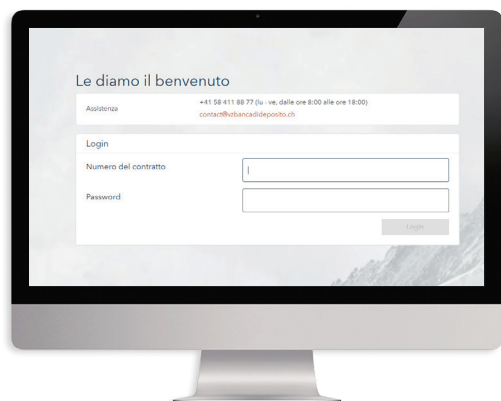 Le diamo il benvenuto
Assistenza
+41 58 411 88 77 (lu - ve, dalle ore 8:00 alle ore 18:00)
contact@vzbancadideposito.ch
Login
Numero del contratto
Password
Login